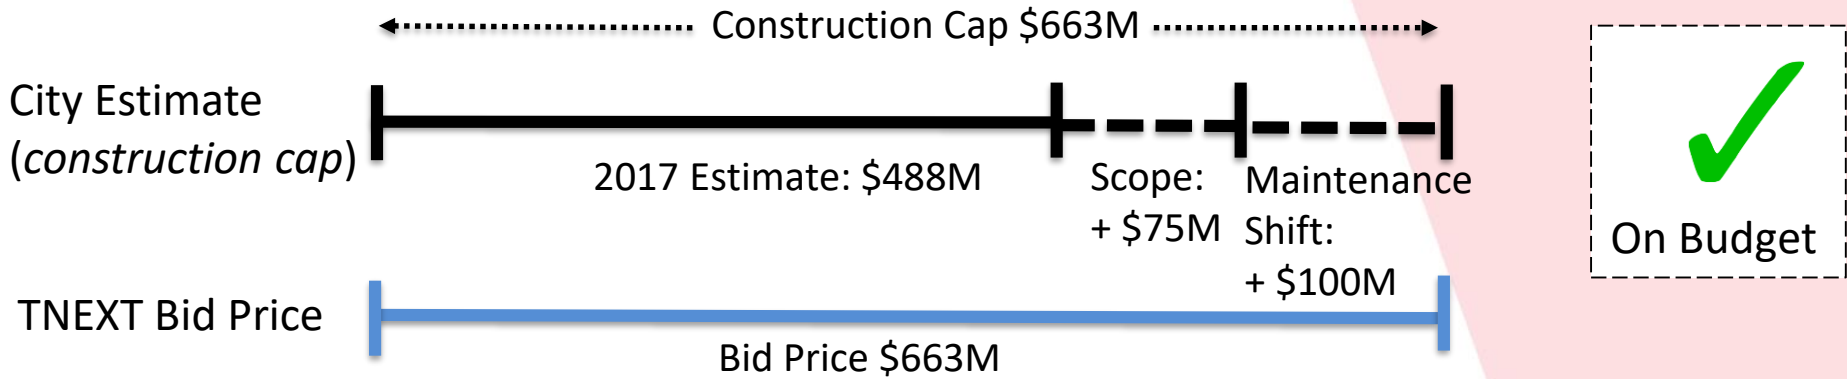 Construction Cap $663M
City Estimate
(construction cap)
2017 Estimate: $488M
Scope:
+ $75M
Maintenance
Shift:
+ $100M
On Budget
TNEXT Bid Price
Bid Price $663M